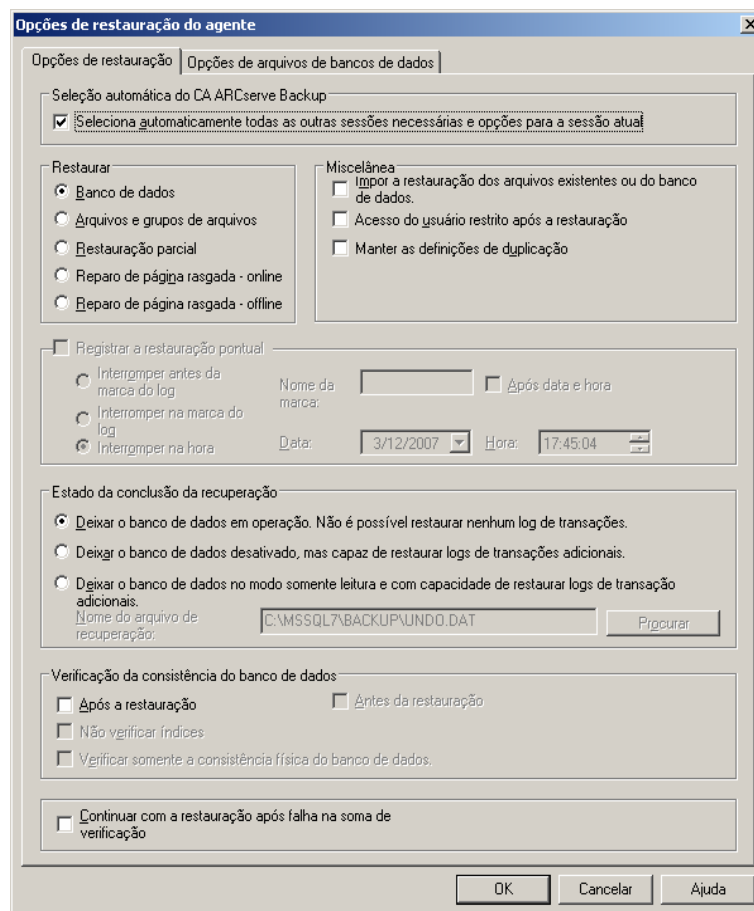 Opções de restauração do agente
Opções de restauração
Opções de arquivos de bancos de dados
Seleção automática do CA ARCserve Backup
Seleciona automaticamente todas as outras sessões necessárias e opções para a sessão atual
Restaurar
Banco de dados
Arquivos e grupos de arquivos
Restauração parcial
Reparo de página rasgada - online
Reparo de página rasgada - offline
Miscelânea
Impor a restauração dos arquivos existentes ou do banco
de dados.
Acesso do usuário restrito após a restauração
Manter as definições de duplicação
Registrar a restauração pontual
Interromper antes da
marca do log
Interromper na marca do
log
Interromper na hora
Nome da
marca:
Após data e hora
Data:
3/12/2007
Hora:
17:45:04
Estado da conclusão da recuperação
Deixar o banco de dados em operação. Não é possível restaurar nenhum log de transações.
Deixar o banco de dados desativado, mas capaz de restaurar logs de transações adicionais.
Deixar o banco de dados no modo somente leitura e com capacidade de restaurar logs de transação
adicionais.
Nome do arquivo de
recuperação:
C:\MSSQL7\BACKUP\UNDO.DAT
Procurar
Verificação da consistência do banco de dados
Após a restauração
Antes da restauração
Não verificar índices
Verificar somente a consistência física do banco de dados.
Continuar com a restauração após falha na soma de
verificação
OK
Cancelar
Ajuda